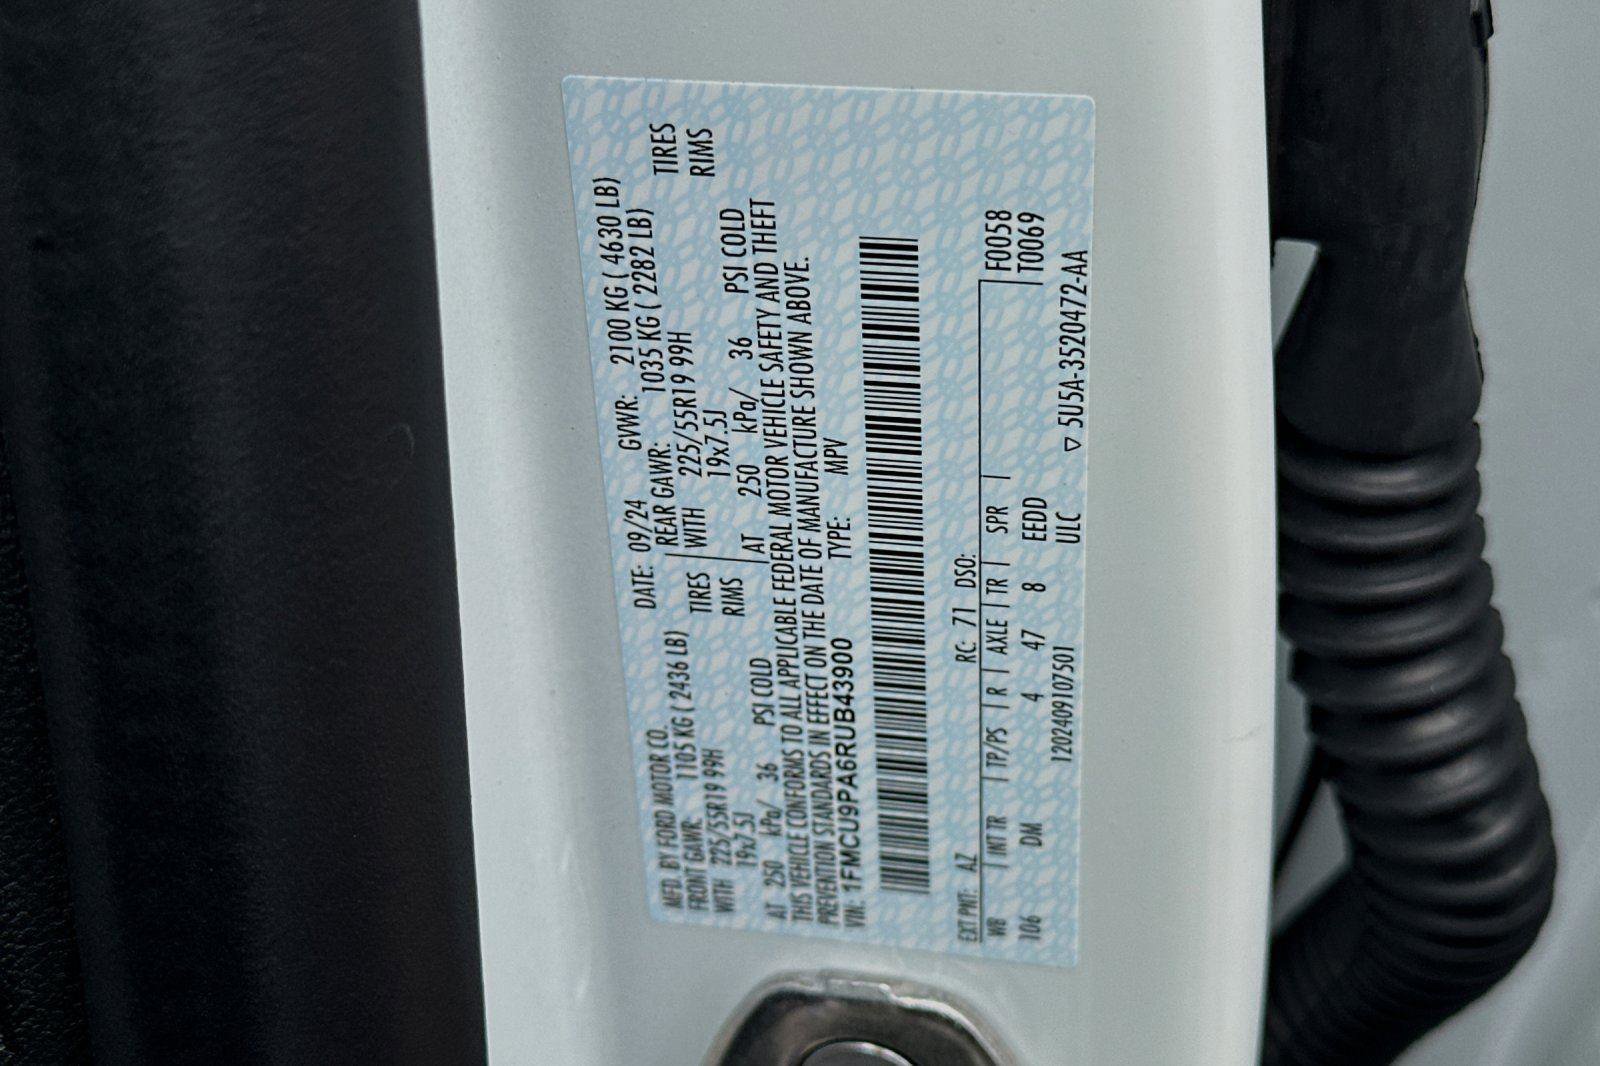 MFD. BY FORD MOTOR CO.
DATE: 09/24 GVWR: 2100 KG ( 4630 LB)
FRONT GAWR: 1105 KG ( 2436 LB)
REAR GAWR: 1035 KG ( 2282 LB)
WITH 225/55R19 99H TIRES
WITH 225/55R19 99H TIRES
19x7.5J RIMS
19x7.5J RIMS
AT 250 kPa/ 36 PSI COLD
AT 250 kPa/ 36 PSI COLD
THIS VEHICLE CONFORMS TO ALL APPLICABLE FEDERAL MOTOR VEHICLE SAFETY AND THEFT
PREVENTION STANDARDS IN EFFECT ON THE DATE OF MANUFACTURE SHOWN ABOVE.
VIN: 1FMCU9PA6RUB43900 TYPE: MPV
EXT PNT: AZ RC: 71 DSO:
WB | INT TR | TP/PS | R | AXLE | TR | SPR | F0058
106 DM 4 47 8 EEDD T0069
1202409107501 ULC ▽ 5U5A-3520472-AA